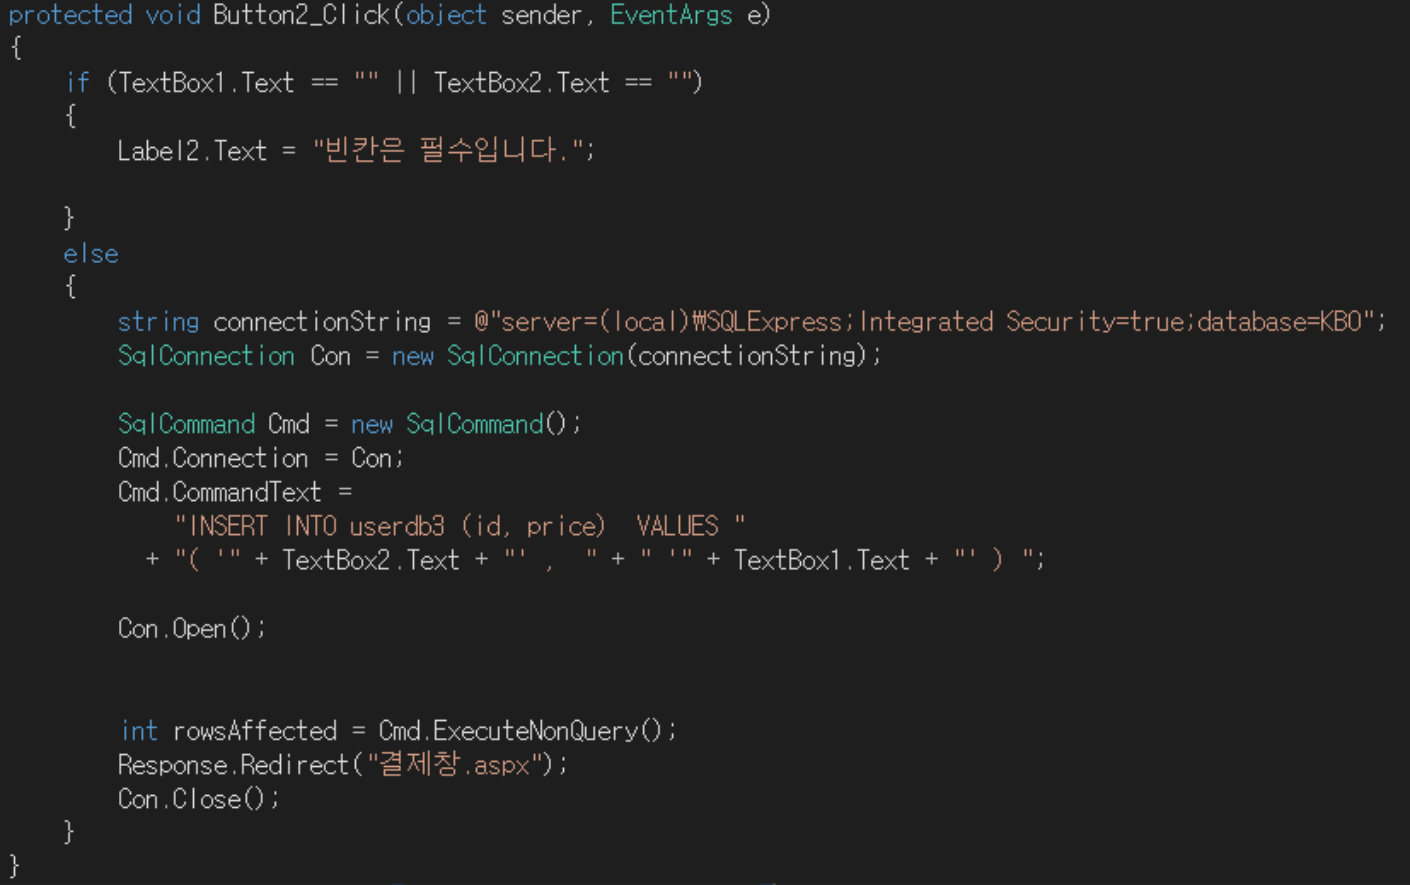 protected void Button2_Click(object sender, EventArgs e)
{
    if (TextBox1.Text == "" || TextBox2.Text == "")
    {
        Label2.Text = "빈칸은 필수입니다.";
    }
    else
    {
        string connectionString = @"server=(local)₩SQLExpress;Integrated Security=true;database=KBO";
        SqlConnection Con = new SqlConnection(connectionString);
        SqlCommand Cmd = new SqlCommand();
        Cmd.Connection = Con;
        Cmd.CommandText =
            "INSERT INTO userdb3 (id, price)  VALUES "
          + "( '" + TextBox2.Text + "' ,  " + " '" + TextBox1.Text + "' ) ";
        Con.Open();
        int rowsAffected = Cmd.ExecuteNonQuery();
        Response.Redirect("결제창.aspx");
        Con.Close();
    }
}